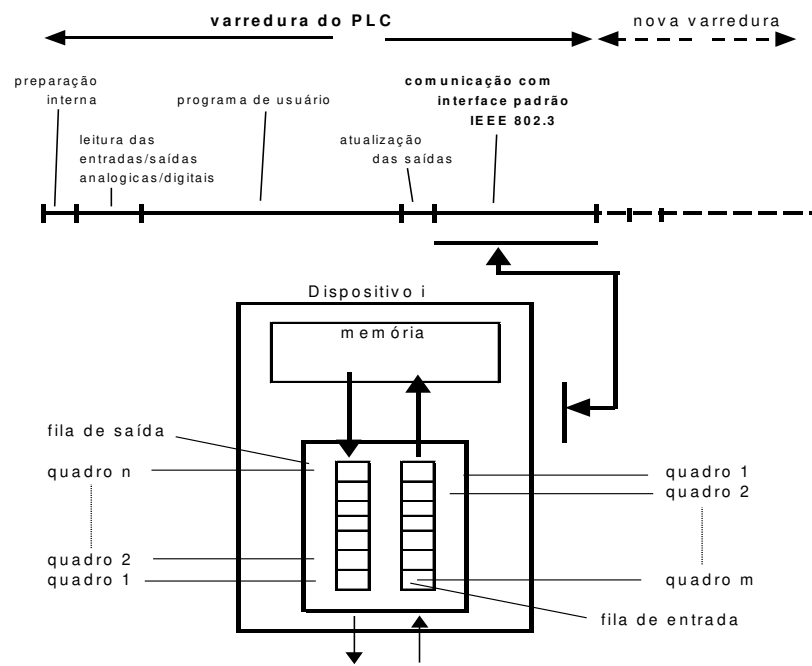 varredura do PLC
nova varredura
preparação
interna
leitura das
entradas/saídas
analogicas/digitais
programa de usuário
atualização
das saídas
comunicação com
interface padrão
IEEE 802.3
Dispositivo i
memória
fila de saída
quadro n
quadro 2
quadro 1
quadro 1
quadro 2
quadro m
fila de entrada